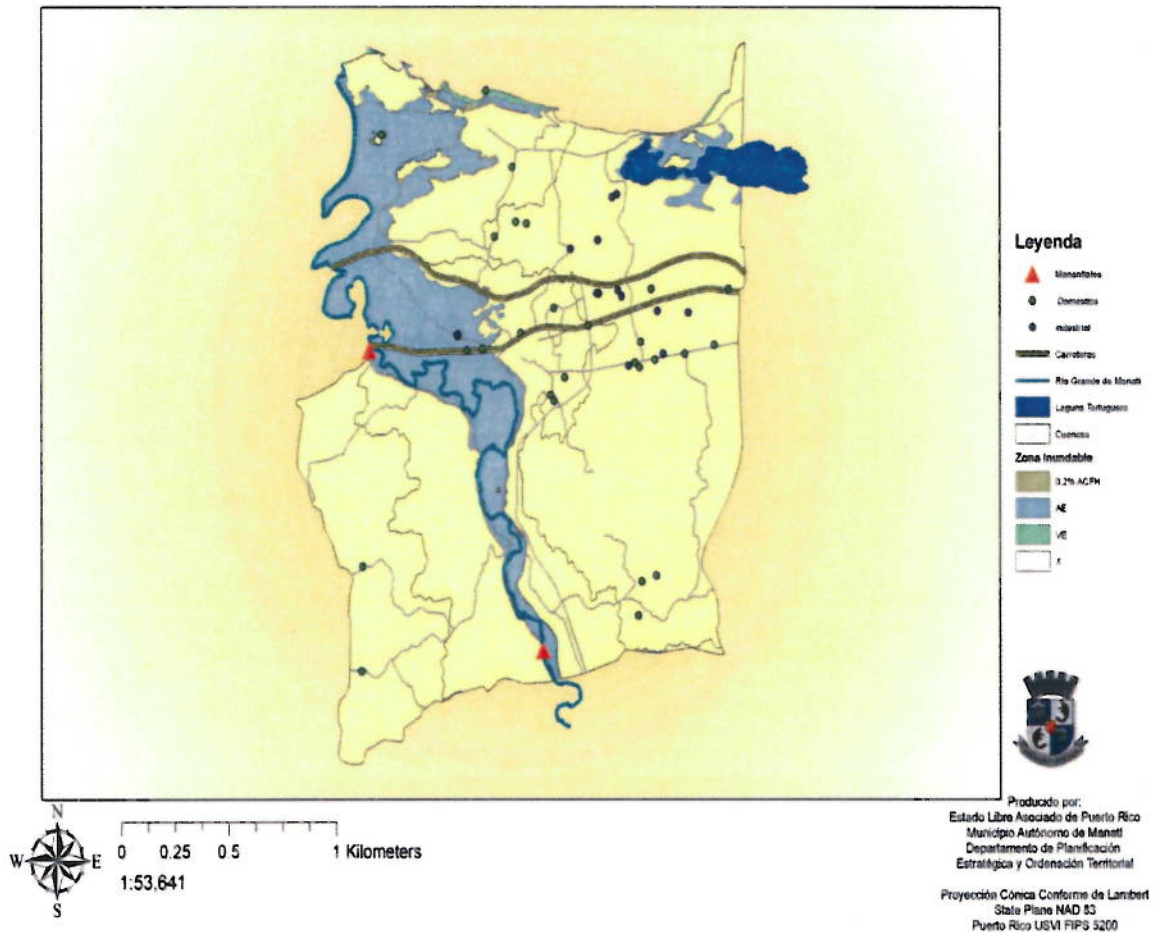 Leyenda
Manantiales
Domestico
Industrial
Carreteras
Rio Grande de Manati
Laguna Tortuguero
Cuencas
Zona Inundable
0.2% ACFH
AE
VE
X
N
W E
S
0 0.25 0.5 1 Kilometers
1:53,641
Producido por:
Estado Libre Asociado de Puerto Rico
Municipio Autónomo de Manatí
Departamento de Planificación
Estratégica y Ordenación Territorial
Proyección Cónica Conforme de Lambert
State Plane NAD 83
Puerto Rico USVI FIPS 5200